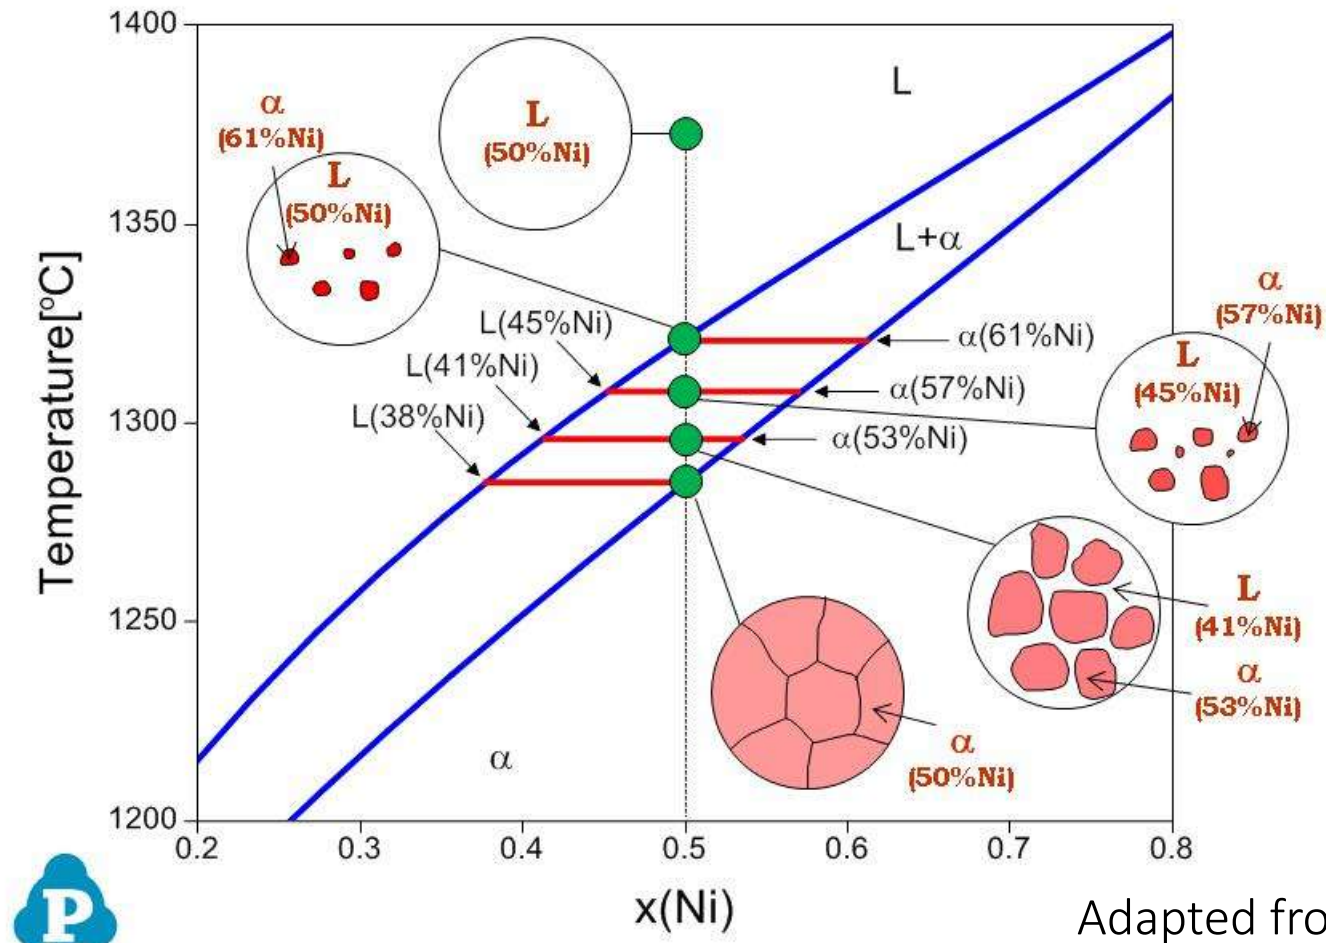 1400
L
α
(61%Ni)
L
(50%Ni)
L
(50%Ni)
1350
L+α
Temperature[°C]
α
(57%Ni)
L(45%Ni)
α(61%Ni)
L
(45%Ni)
L(41%Ni)
α(57%Ni)
L(38%Ni)
1300
α(53%Ni)
L
(41%Ni)
1250
α
(53%Ni)
α
α
(50%Ni)
1200
0.2
0.3
0.4
0.5
0.6
0.7
0.8
P
x(Ni)
Adapted fro